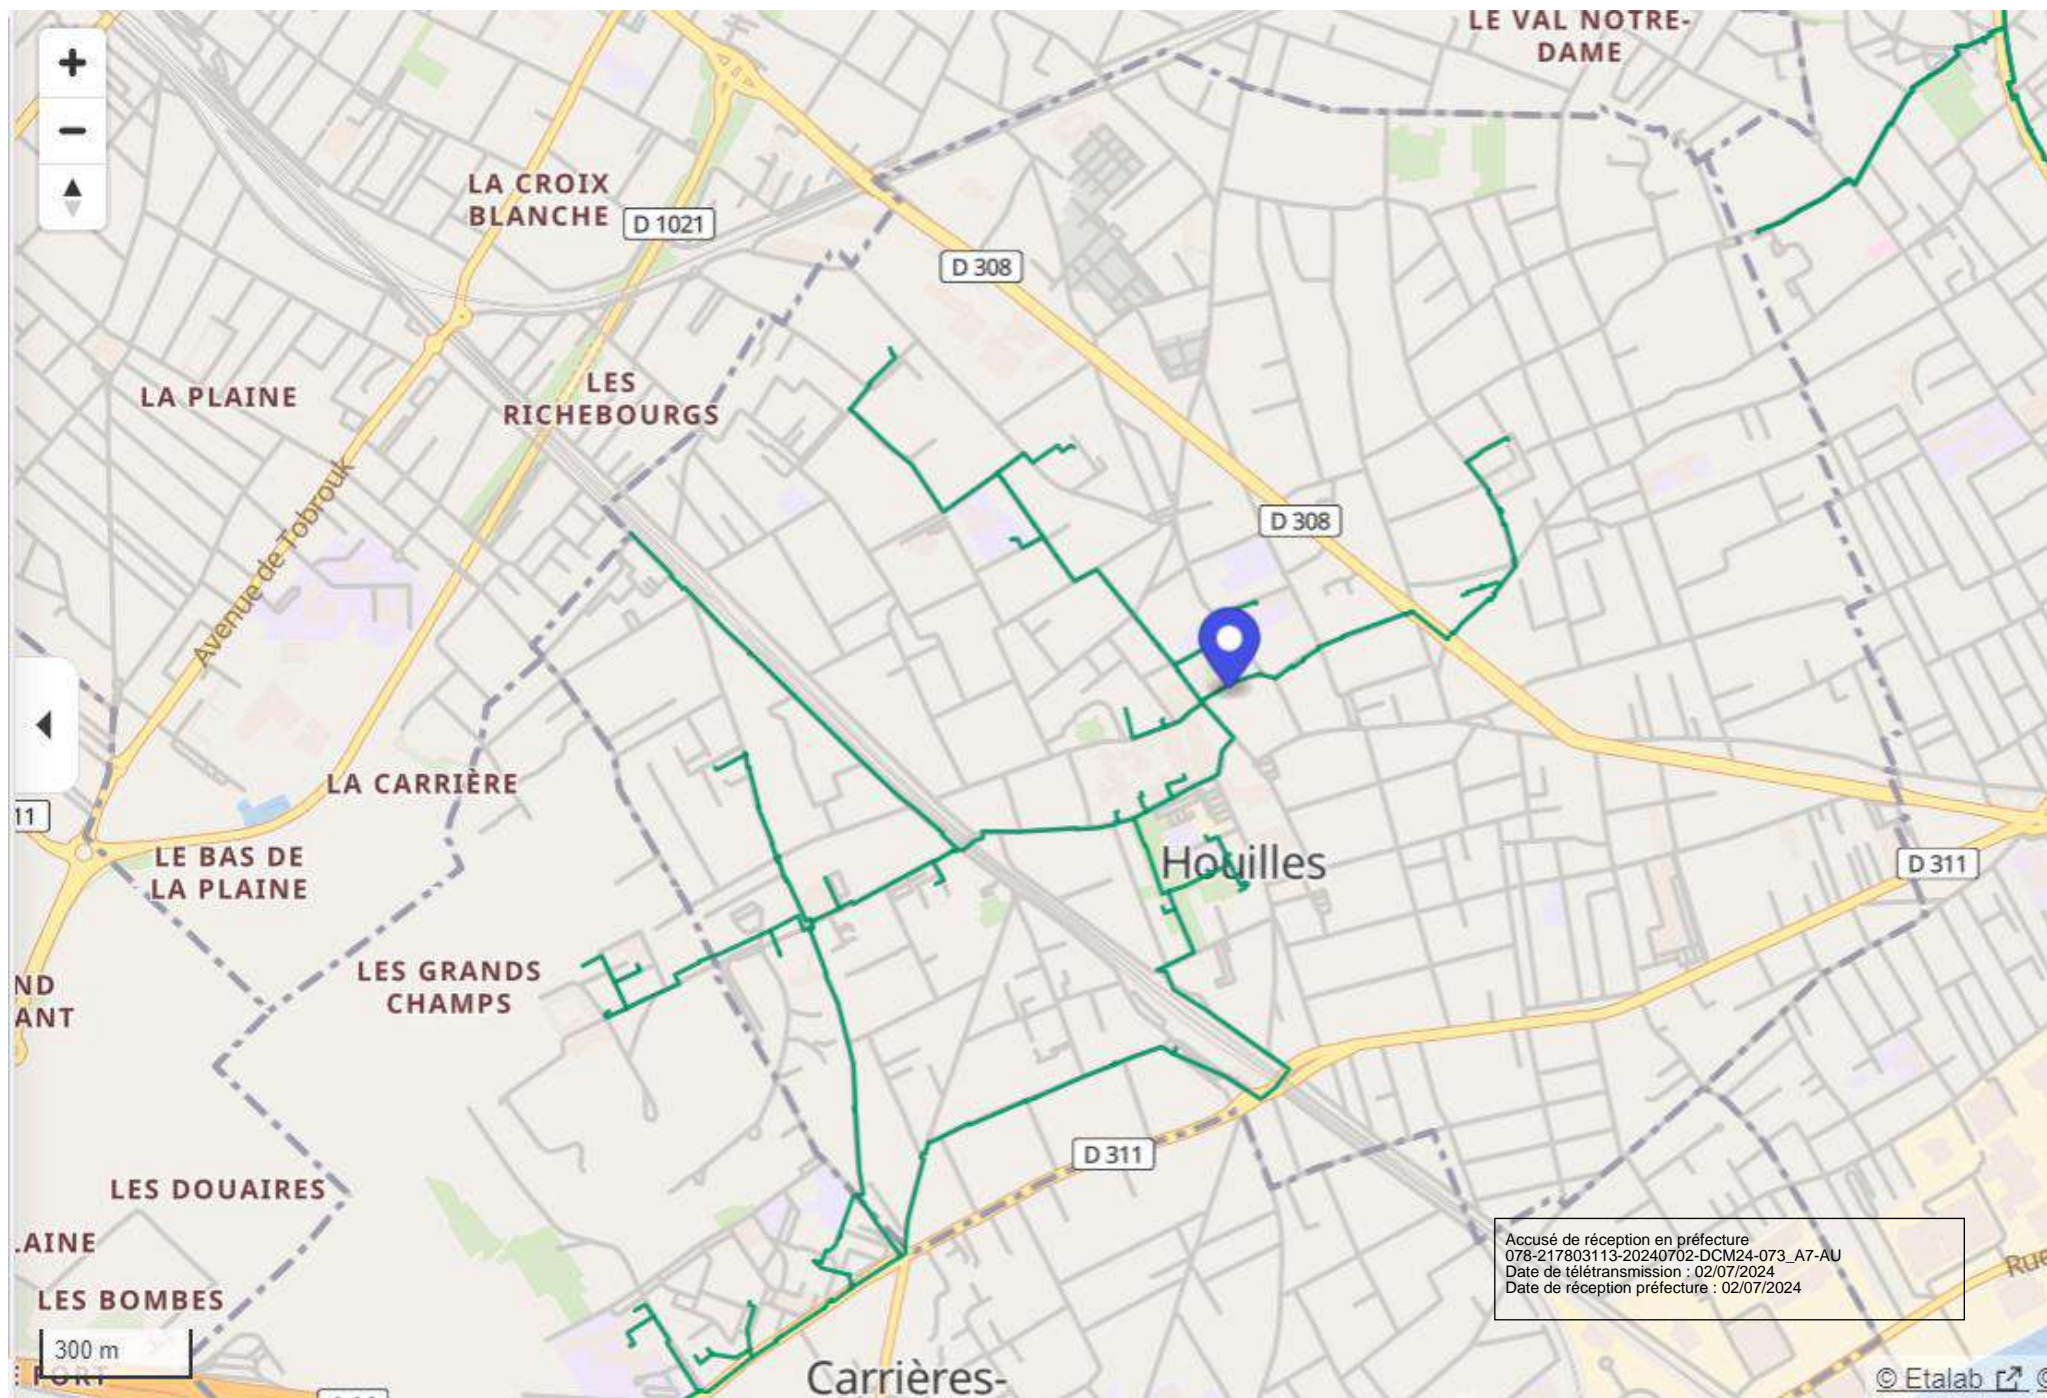 LE VAL NOTRE-
DAME
+
−
LA CROIX
BLANCHE
D 1021
D 308
LA PLAINE
LES
RICHEBOURGS
Avenue de Tobrouk
D 308
LA CARRIÈRE
11
LE BAS DE
LA PLAINE
Houilles
D 311
LES GRANDS
CHAMPS
ND
ANT
D 311
LES DOUAIRES
AINE
LES BOMBES
Accusé de réception en préfecture
078-217803113-20240702-DCM24-073_A7-AU
Date de télétransmission : 02/07/2024
Date de réception préfecture : 02/07/2024
Rue
300 m
FORT
Carrières-
© Etalab ©